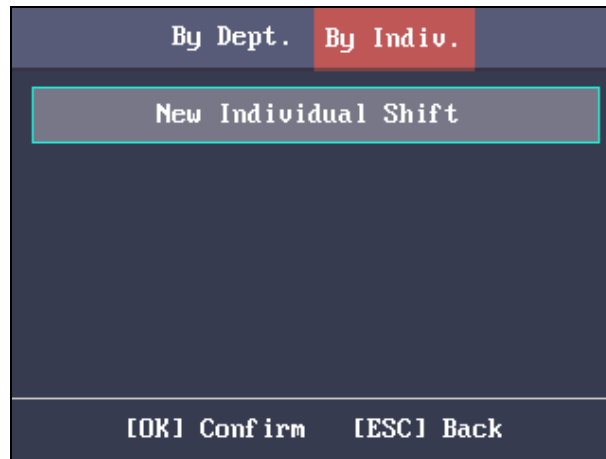 By Dept. By Indiv.
New Individual Shift
[OK] Confirm [ESC] Back